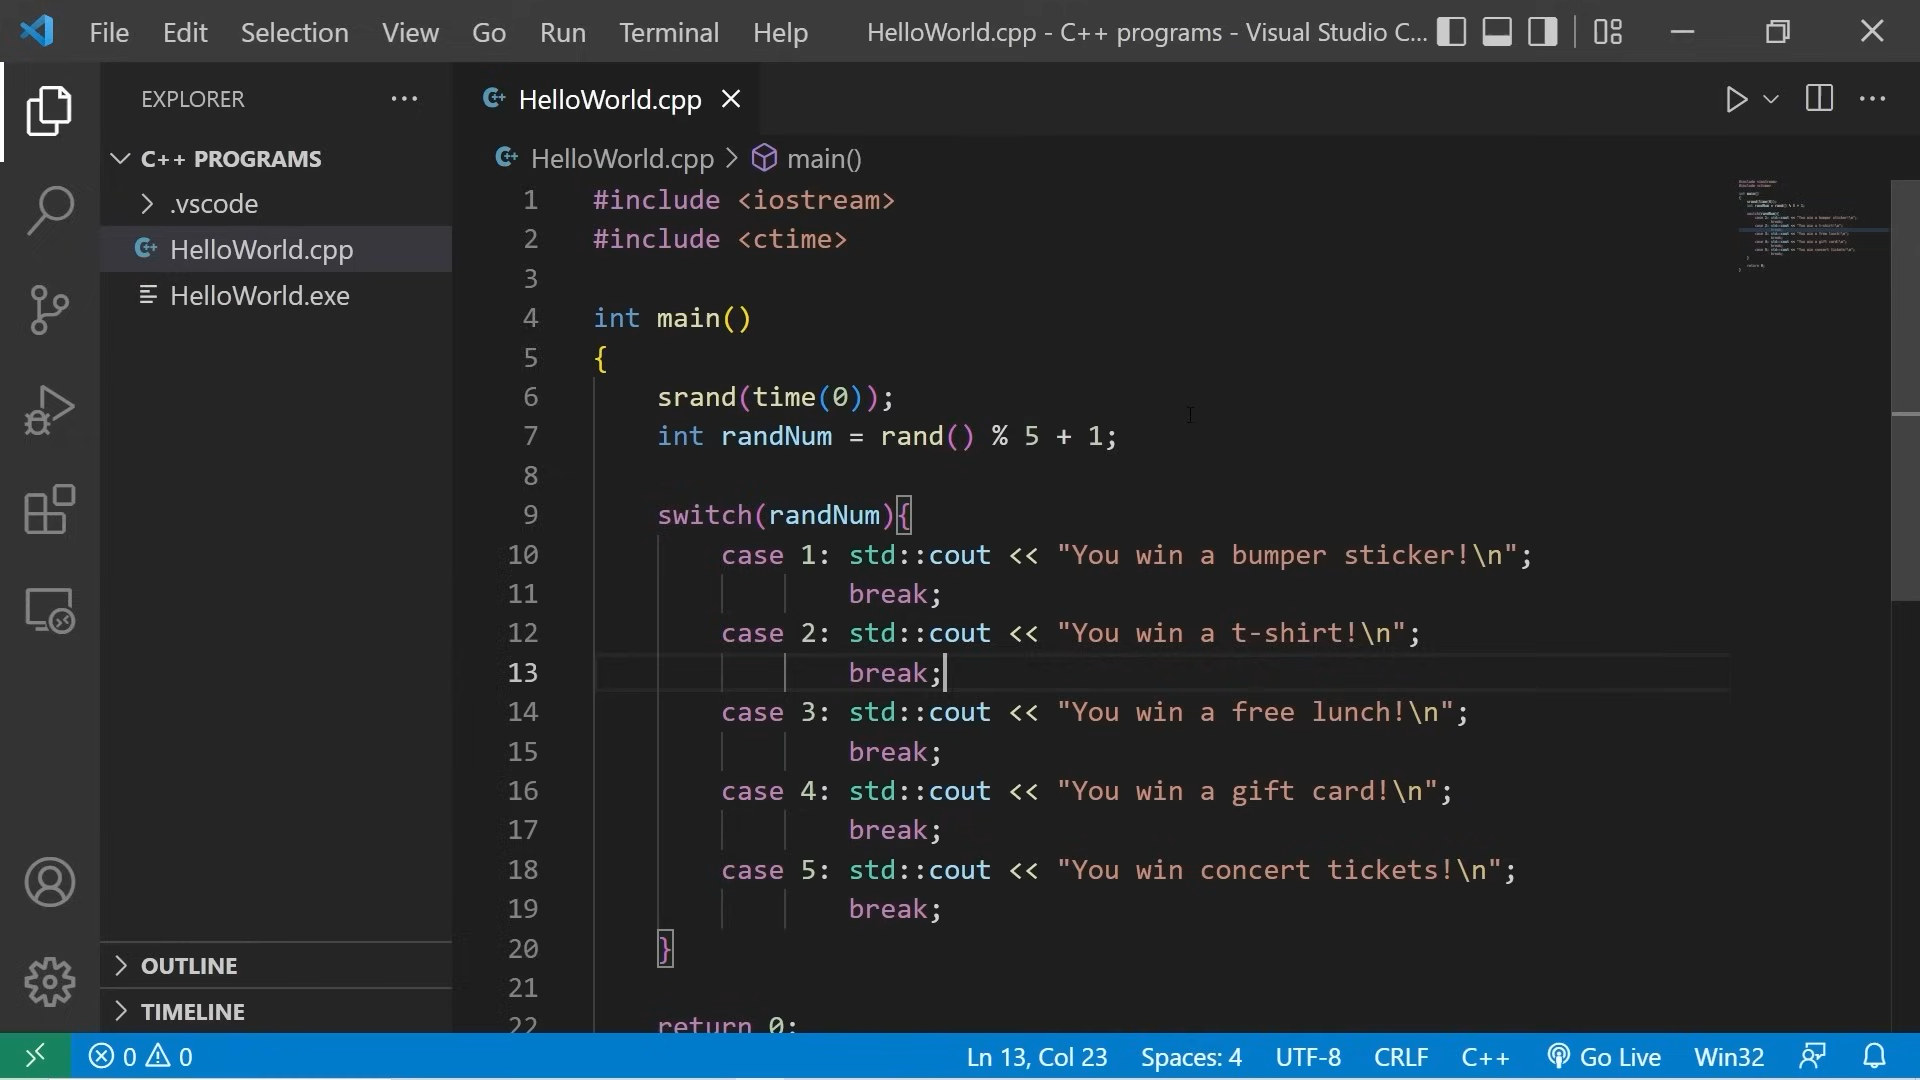 File Edit Selection View Go Run Terminal Help HelloWorld.cpp - C++ programs - Visual Studio C...
EXPLORER
C++ PROGRAMS
.vscode
HelloWorld.cpp
HelloWorld.exe
OUTLINE
TIMELINE
HelloWorld.cpp
HelloWorld.cpp > main()
1 #include <iostream>
2 #include <ctime>
3
4 int main()
5 {
6 srand(time(0));
7 int randNum = rand() % 5 + 1;
8
9 switch(randNum){
10 case 1: std::cout << "You win a bumper sticker!\n";
11 break;
12 case 2: std::cout << "You win a t-shirt!\n";
13 break;
14 case 3: std::cout << "You win a free lunch!\n";
15 break;
16 case 4: std::cout << "You win a gift card!\n";
17 break;
18 case 5: std::cout << "You win concert tickets!\n";
19 break;
20 }
21
22 return 0;
0 0 Ln 13, Col 23 Spaces: 4 UTF-8 CRLF C++ Go Live Win32